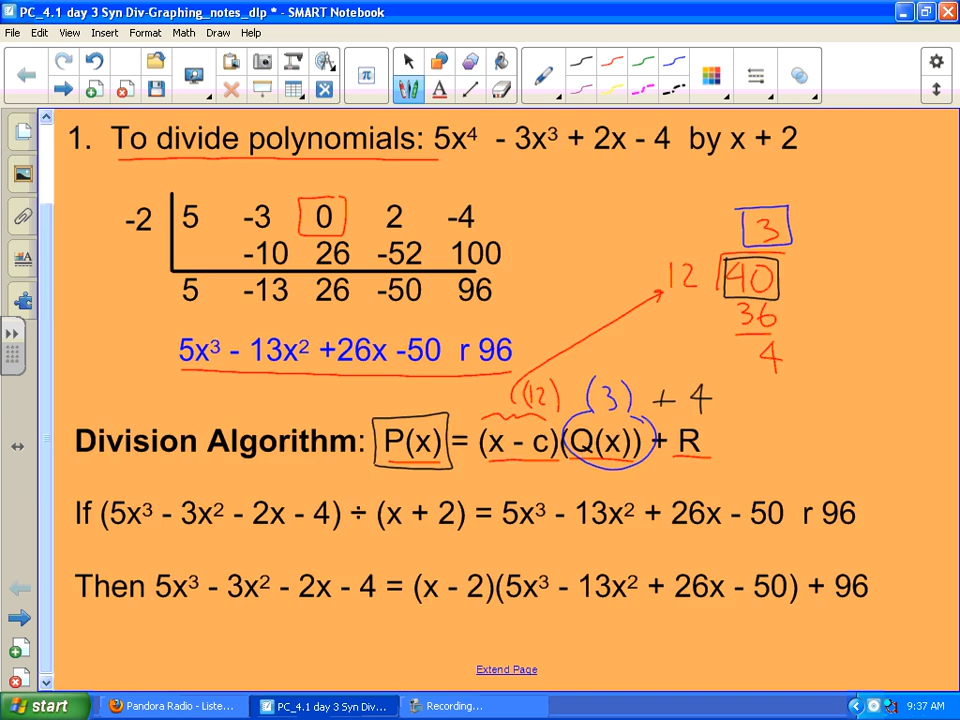 PC_4.1 day 3 Syn Div-Graphing_notes_dlp * - SMART Notebook
File Edit View Insert Format Math Draw Help
1. To divide polynomials: 5x⁴ - 3x³ + 2x - 4 by x + 2
-2 5 -3 0 2 -4
-10 26 -52 100
5 -13 26 -50 96
5x³ - 13x² +26x -50 r 96
3
12 40
36
4
(12) (3) + 4
Division Algorithm: P(x) = (x - c)(Q(x)) + R
If (5x³ - 3x² - 2x - 4) ÷ (x + 2) = 5x³ - 13x² + 26x - 50 r 96
Then 5x³ - 3x² - 2x - 4 = (x - 2)(5x³ - 13x² + 26x - 50) + 96
Extend Page
start Pandora Radio - Liste... PC_4.1 day 3 Syn Div... Recording... 9:37 AM